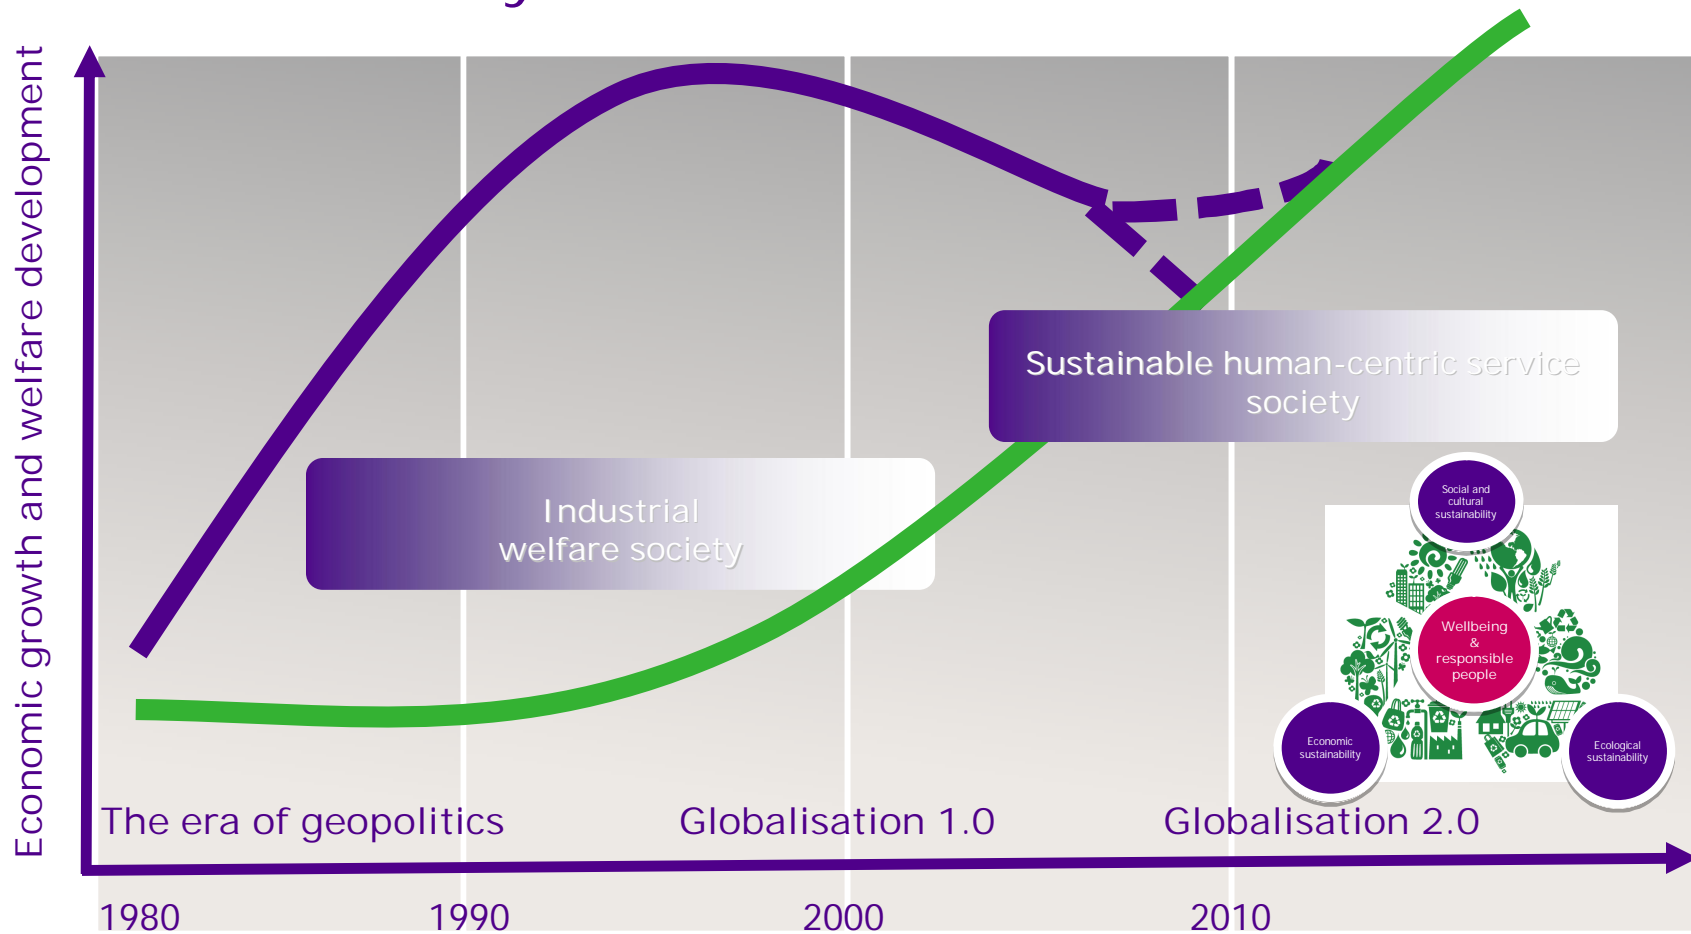 Economic growth and welfare development
Sustainable human-centric service
society
Industrial
welfare society
Social and
cultural
sustainability
Wellbeing
&
responsible
people
Economic
sustainability
Ecological
sustainability
The era of geopolitics
Globalisation 1.0
Globalisation 2.0
1980
1990
2000
2010